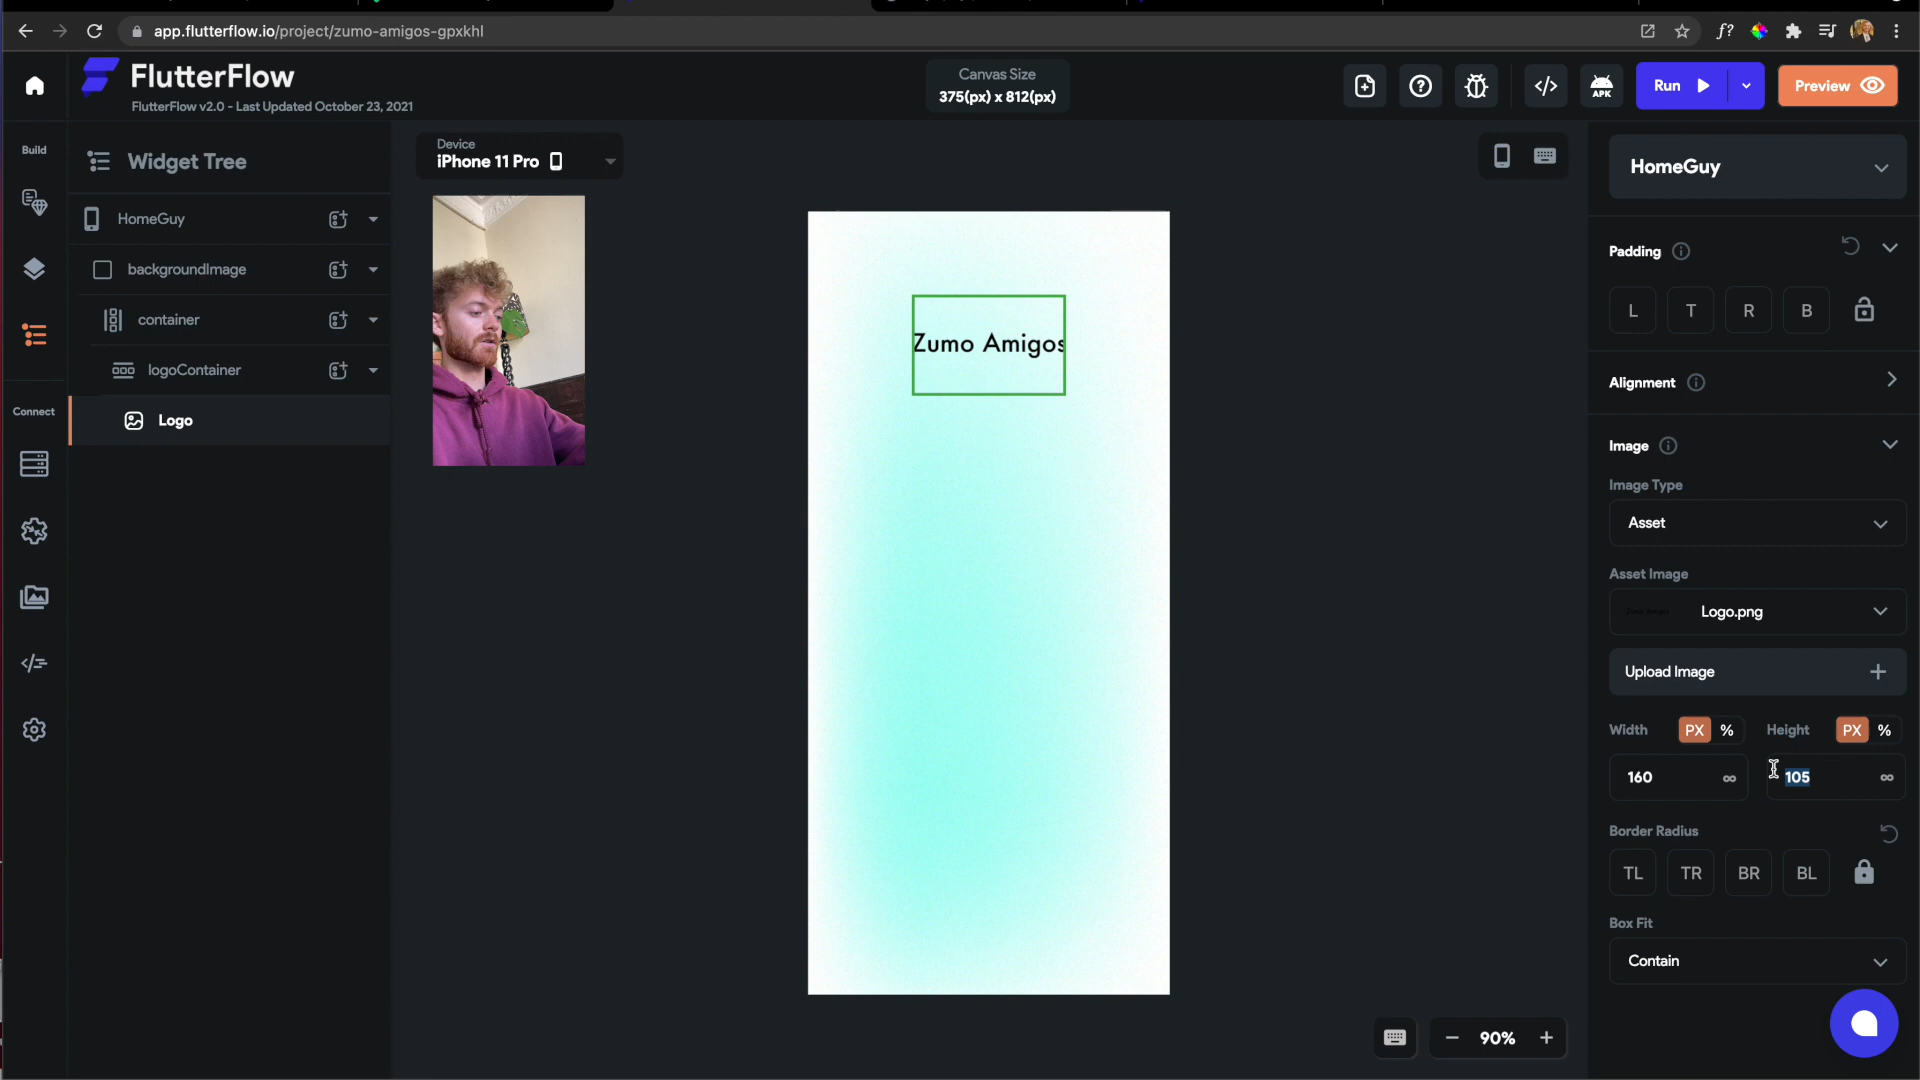 app.flutterflow.io/project/zumo-amigos-gpxkhl
f?
FlutterFlow
FlutterFlow v2.0 - Last Updated October 23, 2021
Canvas Size
375(px) x 812(px)
APK
Run
Preview
Build
Widget Tree
Device
iPhone 11 Pro
HomeGuy
HomeGuy
backgroundImage
container
logoContainer
Connect
Logo
Zumo Amigos
Padding
L T R B
Alignment
Image
Image Type
Asset
Asset Image
Logo.png
Upload Image
Width PX % Height PX %
160 ∞ 105 ∞
Border Radius
TL TR BR BL
Box Fit
Contain
90%